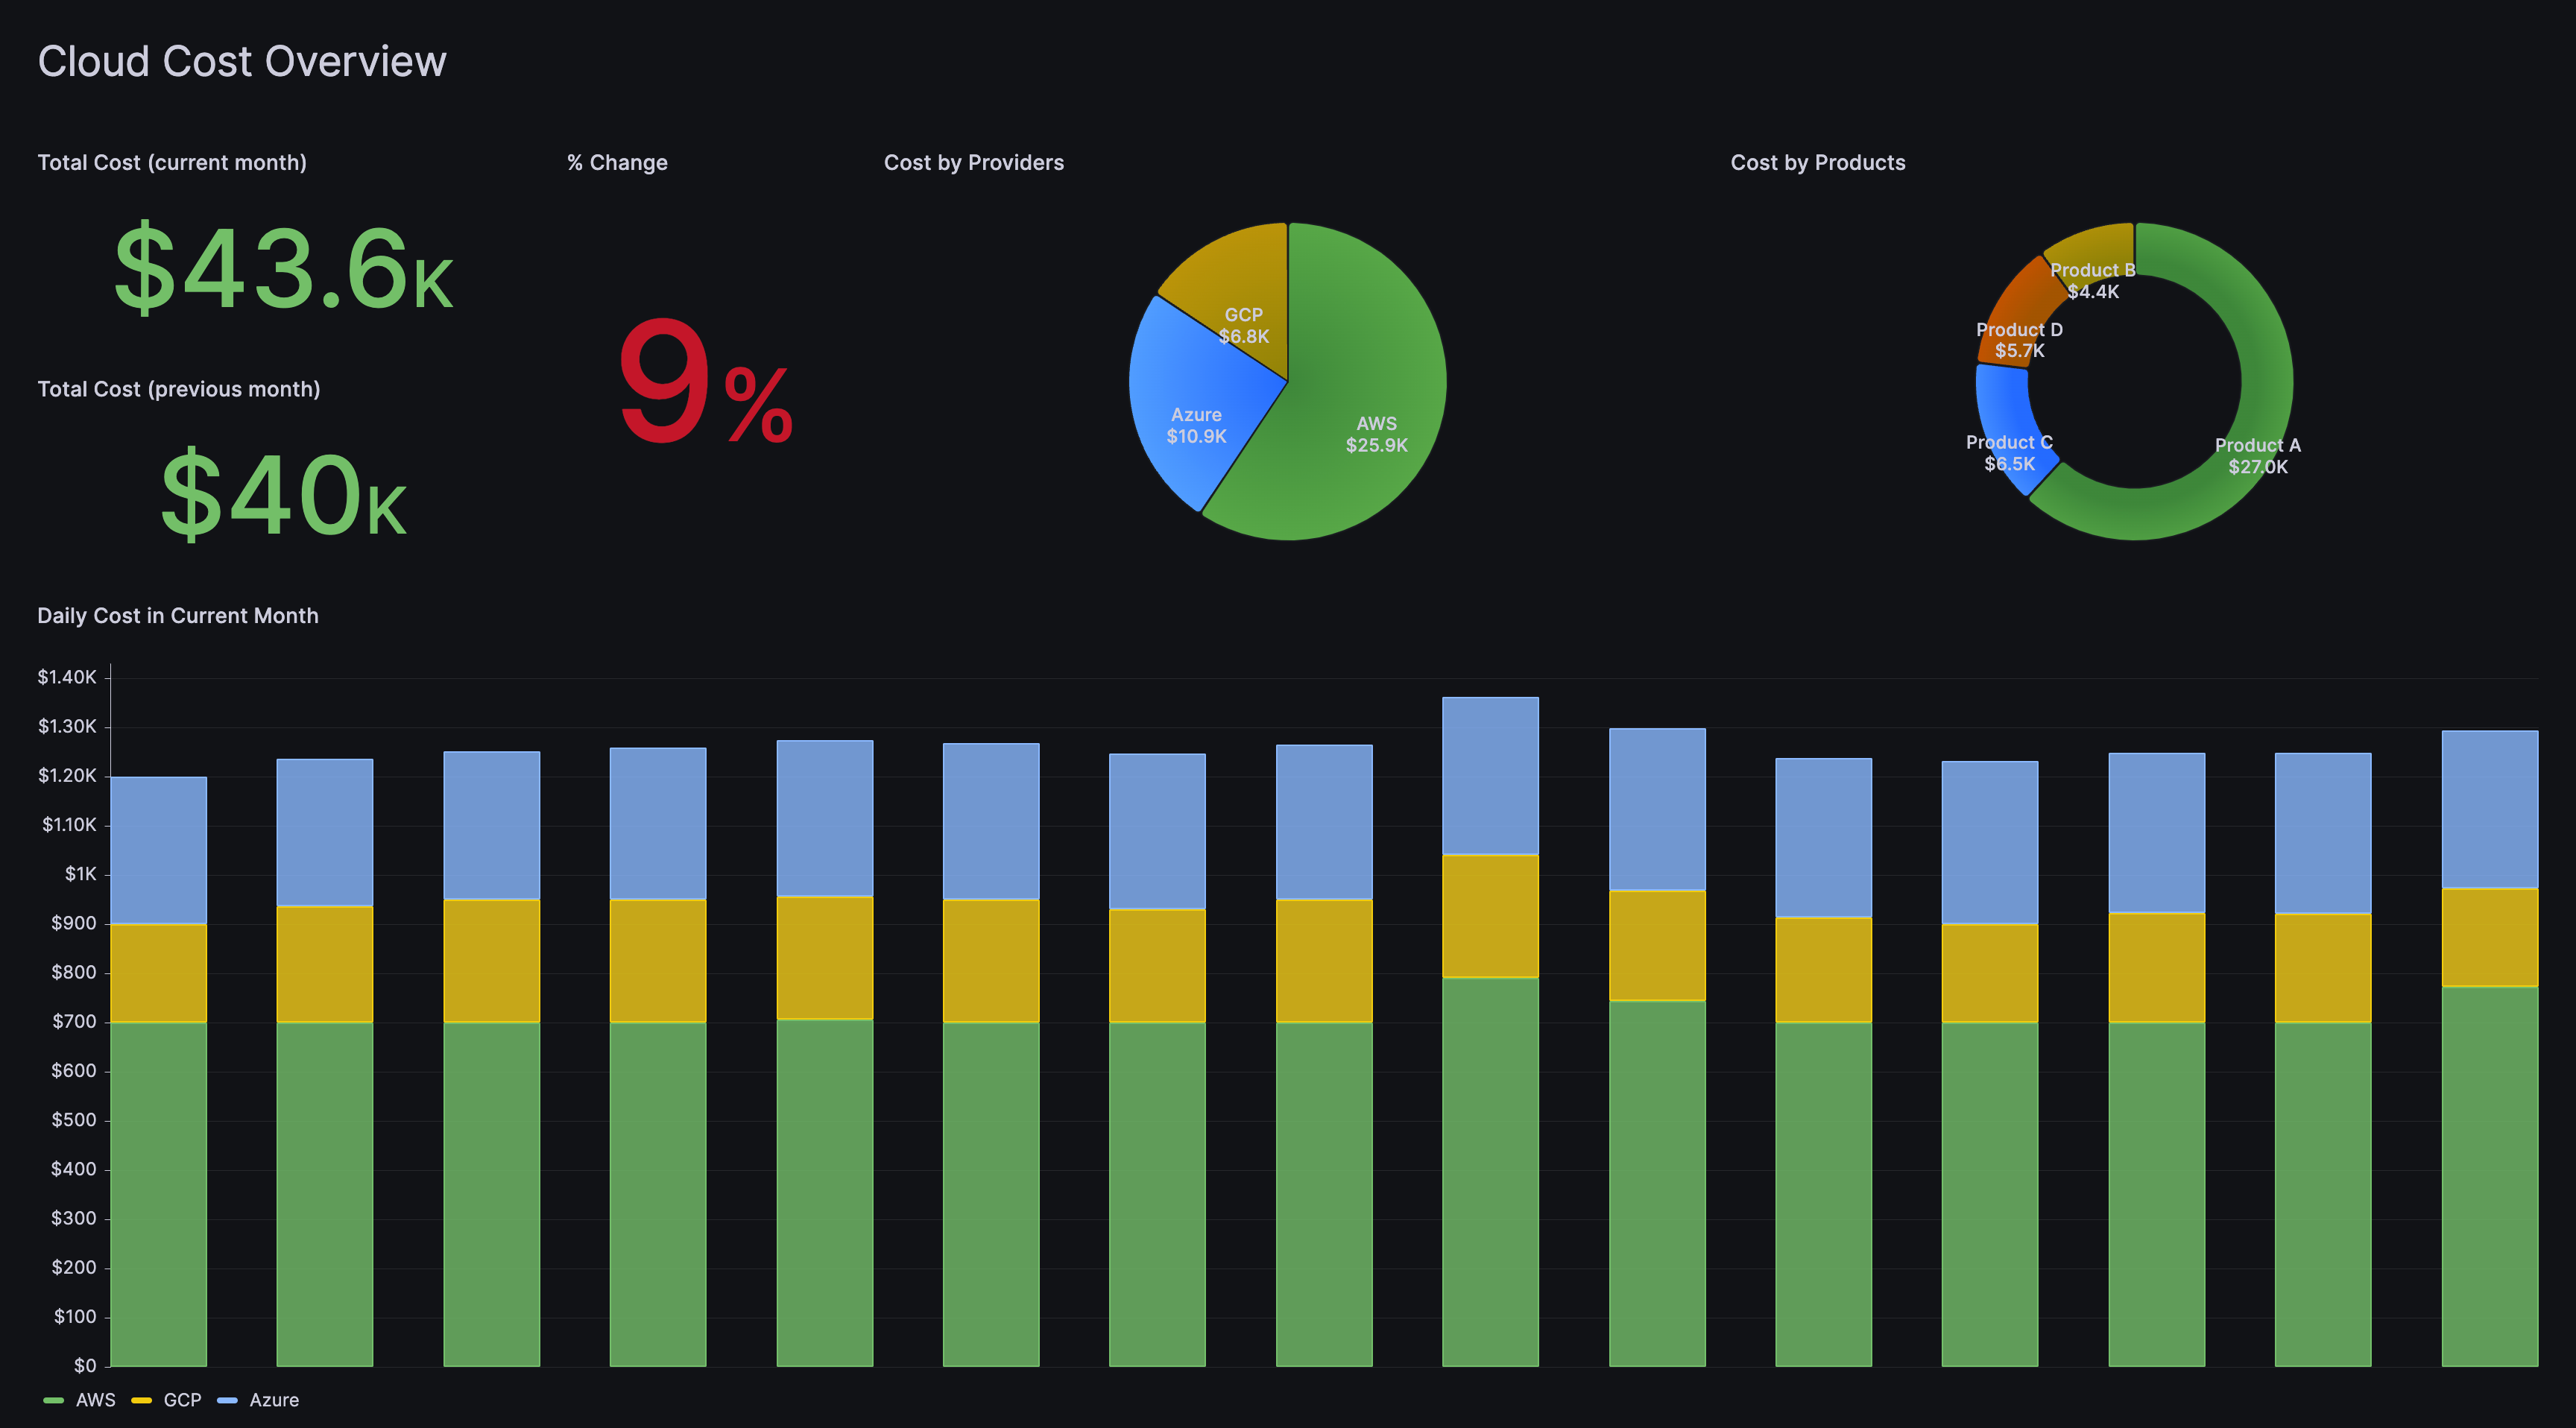 Cloud Cost Overview
Total Cost (current month)
$43.6K
Total Cost (previous month)
$40K
% Change
9%
Cost by Providers
GCP
$6.8K
Azure
$10.9K
AWS
$25.9K
Cost by Products
Product B
$4.4K
Product D
$5.7K
Product C
$6.5K
Product A
$27.0K
Daily Cost in Current Month
$1.40K
$1.30K
$1.20K
$1.10K
$1K
$900
$800
$700
$600
$500
$400
$300
$200
$100
$0
AWS GCP Azure